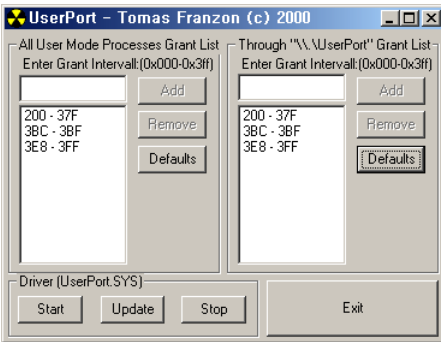 UserPort - Tomas Franzon (c) 2000
All User Mode Processes Grant List
Enter Grant Intervall:(0x000-0x3ff)
Add
200 - 37F
3BC - 3BF
3E8 - 3FF
Remove
Defaults
Through "\\.\UserPort" Grant List
Enter Grant Intervall:(0x000-0x3ff)
Add
200 - 37F
3BC - 3BF
3E8 - 3FF
Remove
Defaults
Driver (UserPort.SYS)
Start Update Stop
Exit